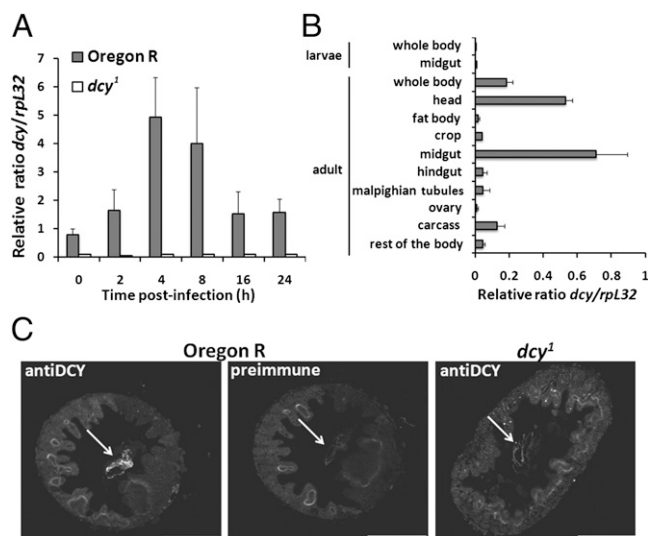 A
Relative ratio dcy/rpL32
7
6
5
4
3
2
1
0
Oregon R
dcy¹
0 2 4 8 16 24
Time post-infection (h)
B
larvae
whole body
midgut
adult
whole body
head
fat body
crop
midgut
hindgut
malpighian tubules
ovary
carcass
rest of the body
0 0.2 0.4 0.6 0.8 1
Relative ratio dcy/rpL32
C
Oregon R
dcy¹
antiDCY
preimmune
antiDCY